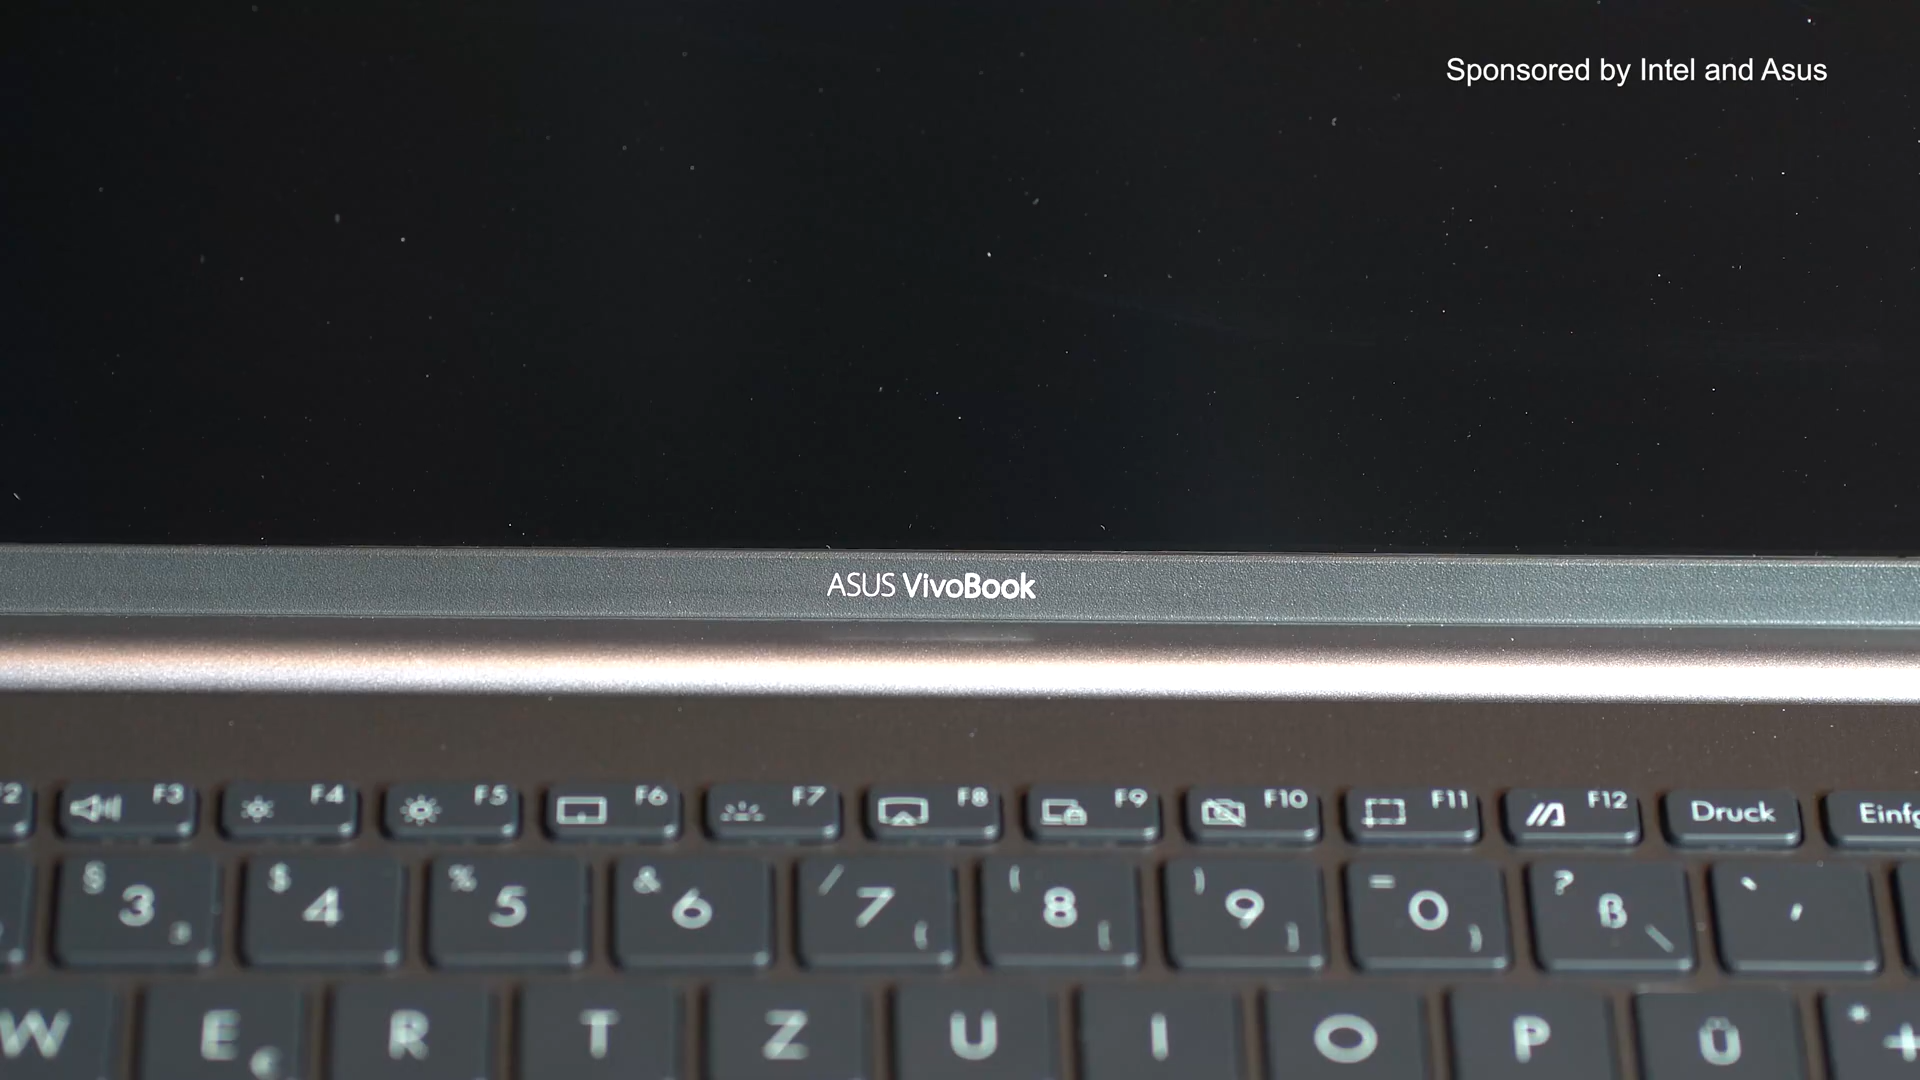 Sponsored by Intel and Asus
ASUS VivoBook
F3 F4 F5 F6 F7 F8 F9 F10 F11 F12 Druck
§ 3 $ 4 % 5 & 6 / 7 { ( 8 [ ) 9 ] = 0 } ? ß \ ` ´
W E € R T Z U I O P Ü * +